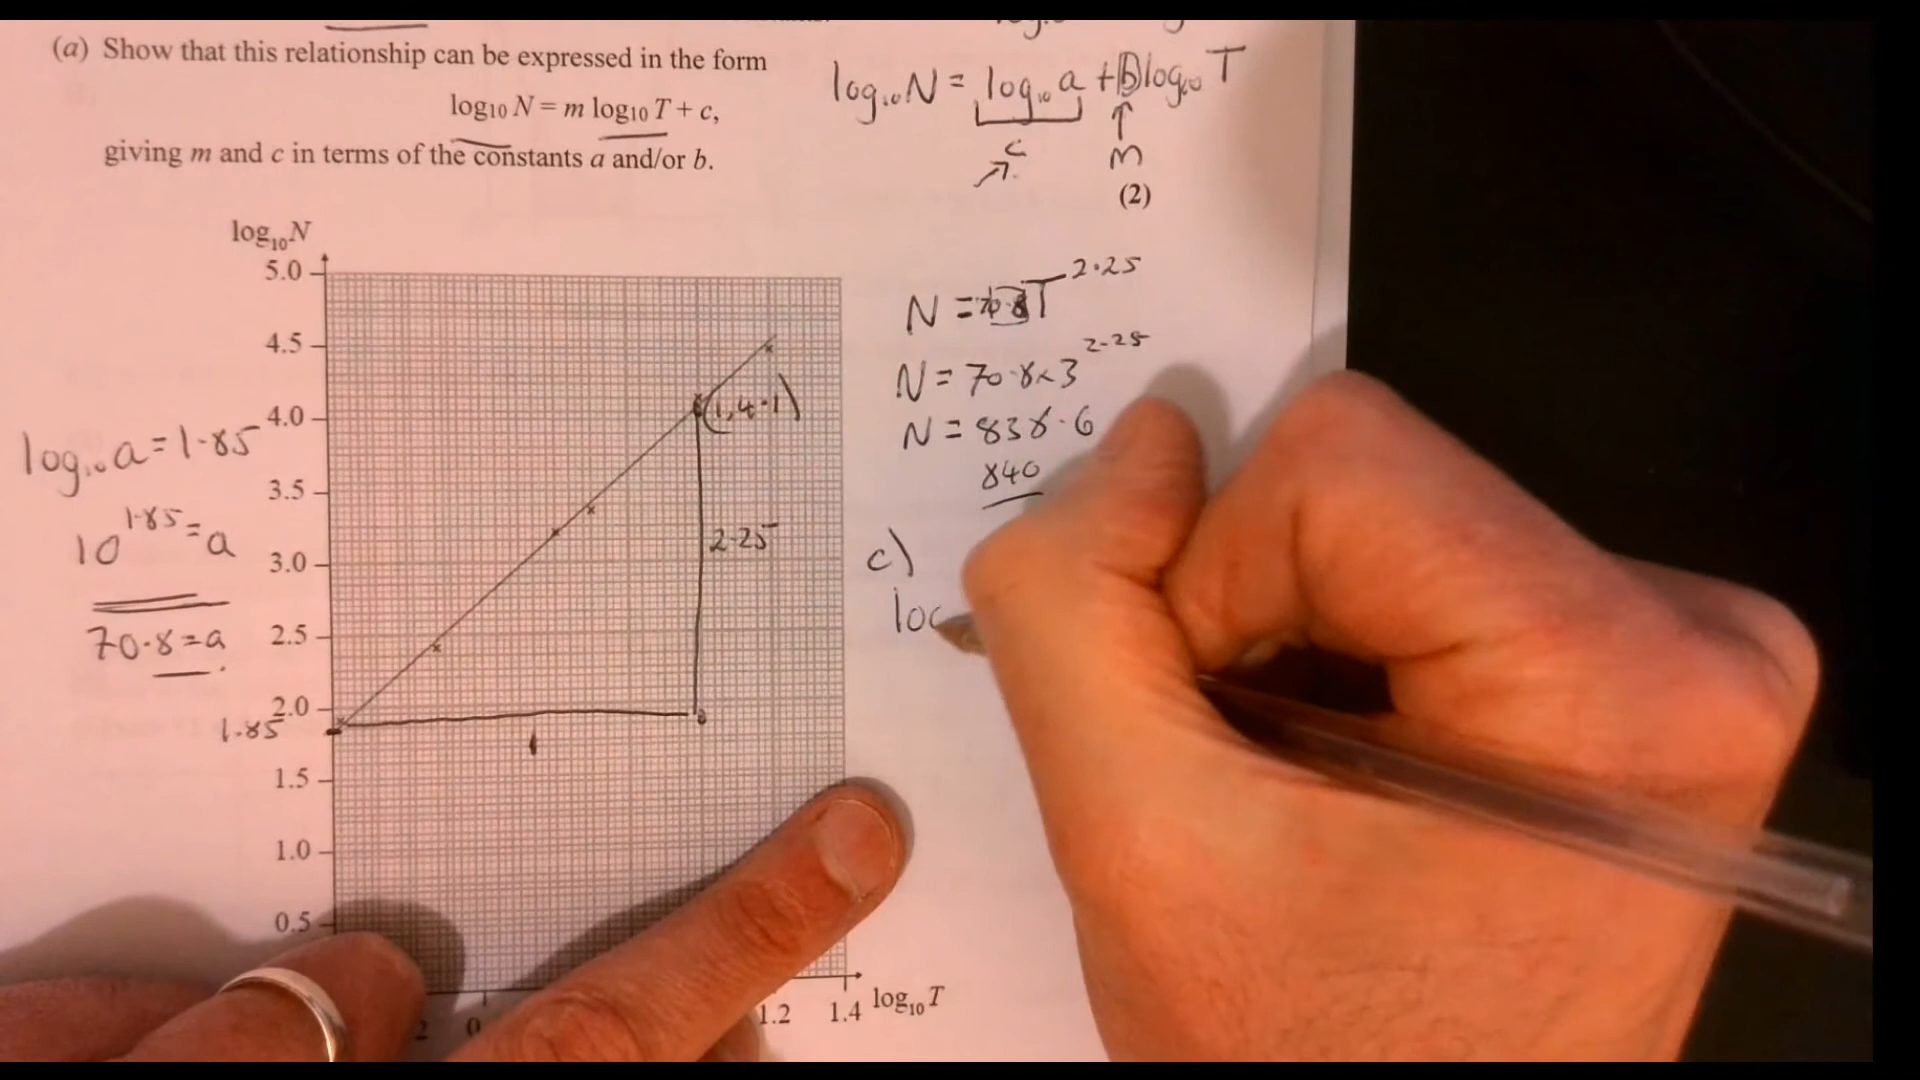 (a) Show that this relationship can be expressed in the form
log₁₀ N = m log₁₀ T + c,
giving m and c in terms of the constants a and/or b.
log₁₀ N = log₁₀ a + b log₁₀ T
c
m
(2)
log₁₀N
5.0
4.5
4.0
3.5
3.0
2.5
2.0
1.85
1.5
1.0
0.5
0
1.2
1.4
log₁₀T
(1, 4.1)
2.25
1
log₁₀ a = 1.85
10^1.85 = a
70.8 = a
N = 70.8 T^2.25
N = 70.8 × 3^2.25
N = 838.6
840
c)
lo